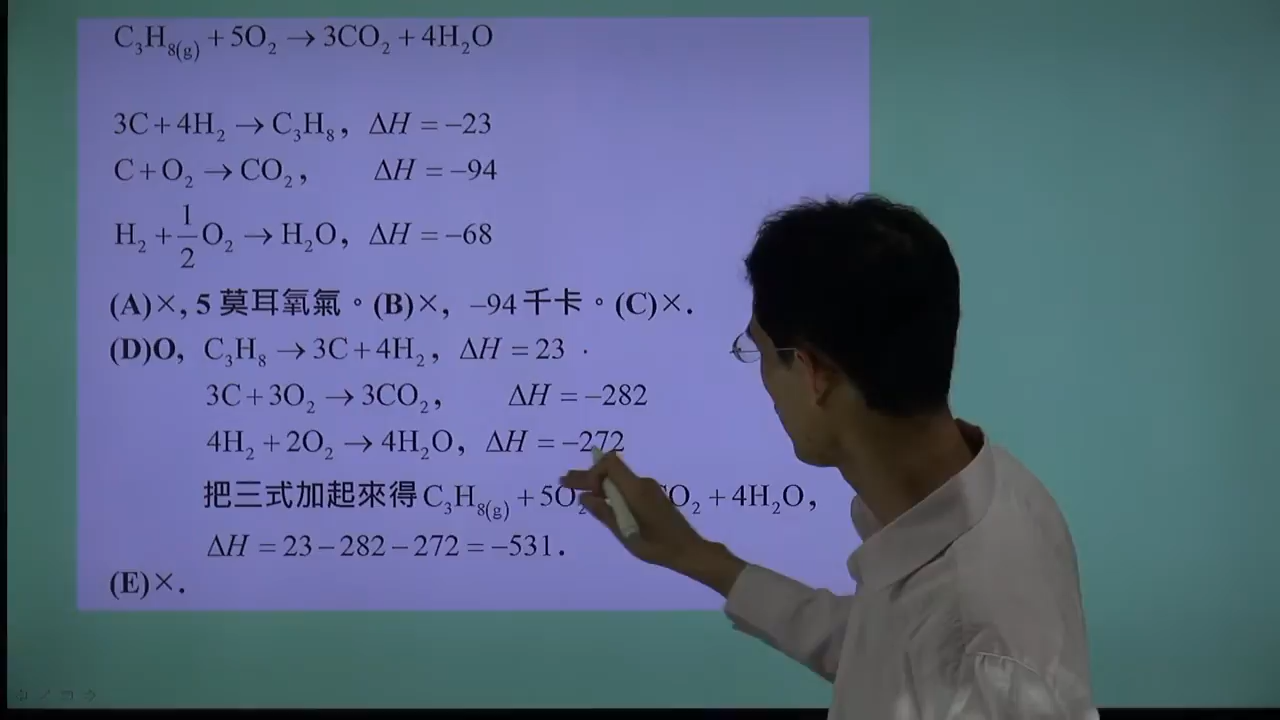 C₃H₈₍g₎ + 5O₂ → 3CO₂ + 4H₂O
3C + 4H₂ → C₃H₈, ΔH = −23
C + O₂ → CO₂, ΔH = −94
H₂ + 1/2 O₂ → H₂O, ΔH = −68
(A)×, 5 莫耳氧氣。(B)×, −94 千卡。(C)×.
(D)O, C₃H₈ → 3C + 4H₂, ΔH = 23 .
3C + 3O₂ → 3CO₂, ΔH = −282
4H₂ + 2O₂ → 4H₂O, ΔH = −272
把三式加起來得 C₃H₈₍g₎ + 5O₂ CO₂ + 4H₂O,
ΔH = 23 − 282 − 272 = −531.
(E)×.